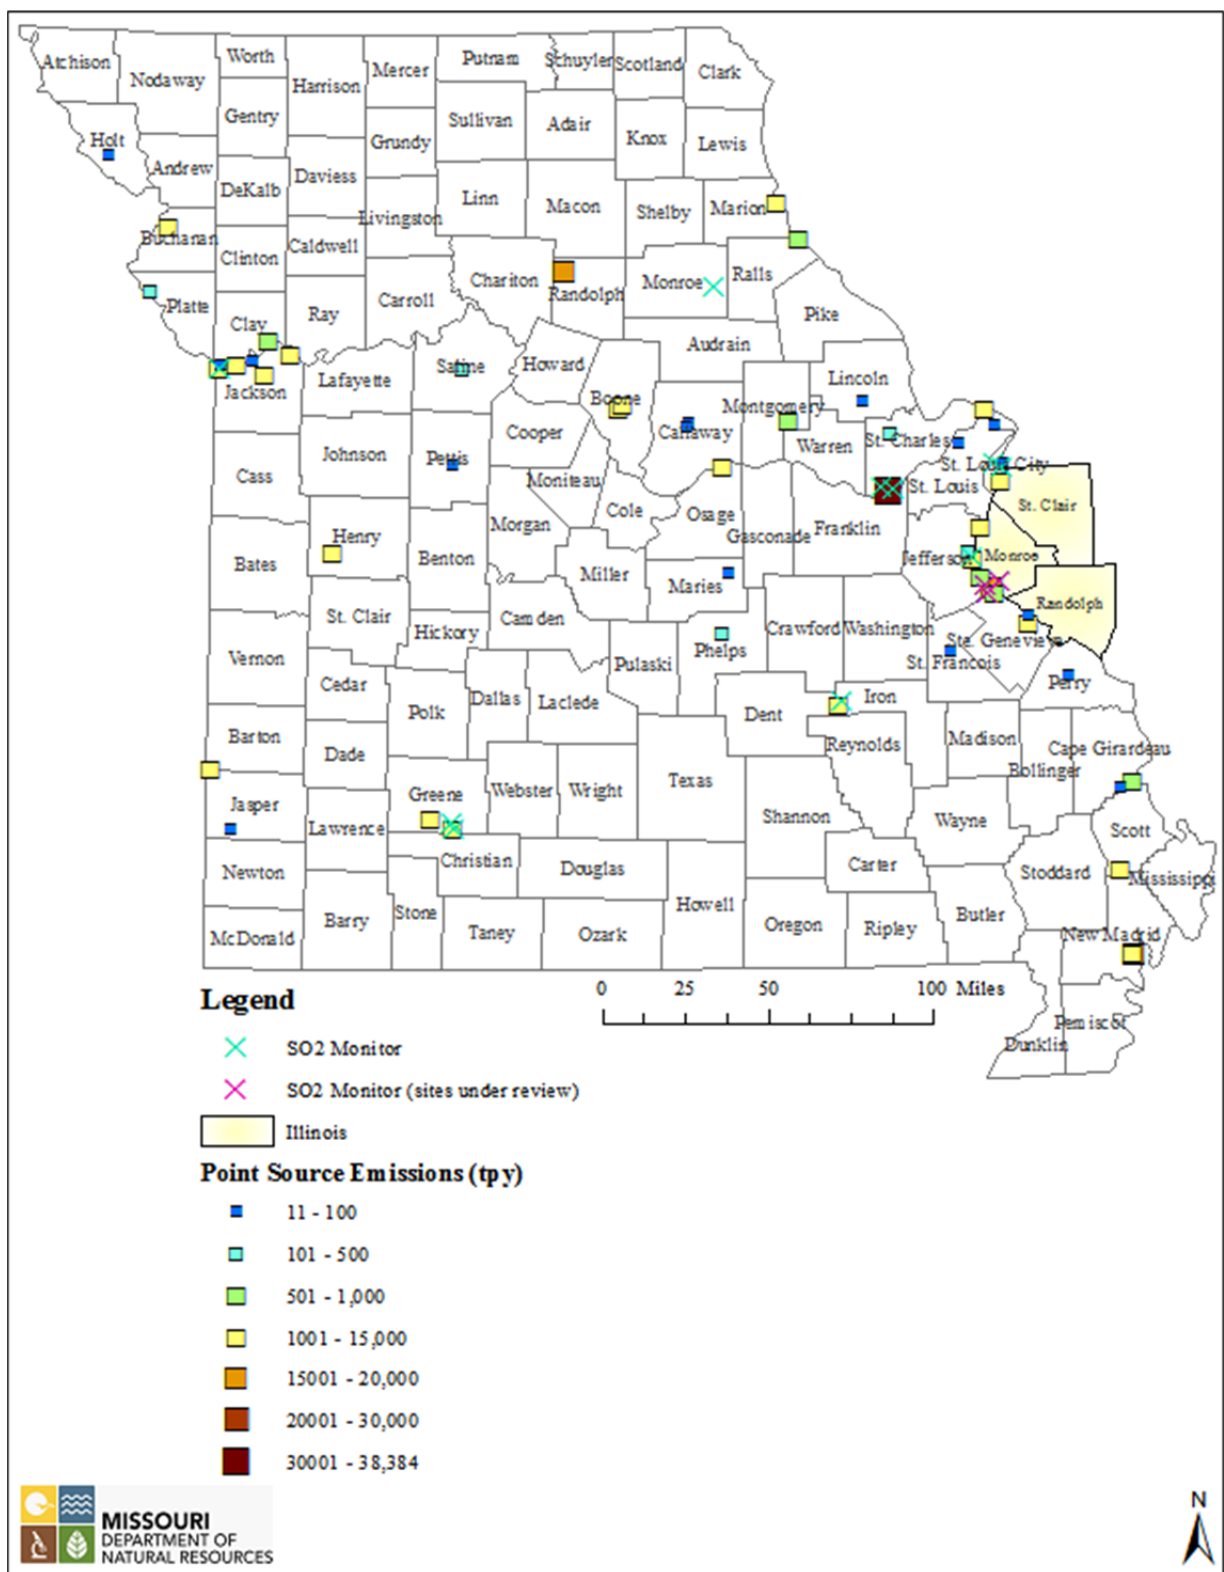 Atchison
Nodaway
Worth
Harrison
Mercer
Putnam
Schuyler
Scotland
Clark
Gentry
Sullivan
Adair
Knox
Lewis
Holt
Andrew
DeKalb
Daviess
Grundy
Linn
Macon
Shelby
Marion
Livingston
Buchanan
Clinton
Caldwell
Chariton
Randolph
Monroe
Ralls
Platte
Clay
Ray
Carroll
Pike
Audrain
Jackson
Lafayette
Saline
Howard
Boone
Lincoln
Callaway
Montgomery
Warren
St. Charles
Cass
Johnson
Pettis
Cooper
Moniteau
St. Louis City
St. Louis
St. Clair
Cole
Osage
Gasconade
Franklin
Morgan
Henry
Bates
Benton
Miller
Maries
Jefferson
Monroe
Randolph
St. Clair
Hickory
Camden
Pulaski
Phelps
Crawford
Washington
Ste. Genevieve
St. Francois
Perry
Vernon
Cedar
Polk
Dallas
Laclede
Dent
Iron
Reynolds
Madison
Cape Girardeau
Bollinger
Barton
Dade
Jasper
Greene
Webster
Wright
Texas
Shannon
Wayne
Scott
Lawrence
Christian
Newton
Douglas
Carter
Stoddard
Mississippi
McDonald
Barry
Stone
Taney
Ozark
Howell
Oregon
Ripley
Butler
New Madrid
Pemiscot
Dunklin
0 25 50 100 Miles
Legend
SO2 Monitor
SO2 Monitor (sites under review)
Illinois
Point Source Emissions (tpy)
11 - 100
101 - 500
501 - 1,000
1001 - 15,000
15001 - 20,000
20001 - 30,000
30001 - 38,384
MISSOURI
DEPARTMENT OF
NATURAL RESOURCES
N